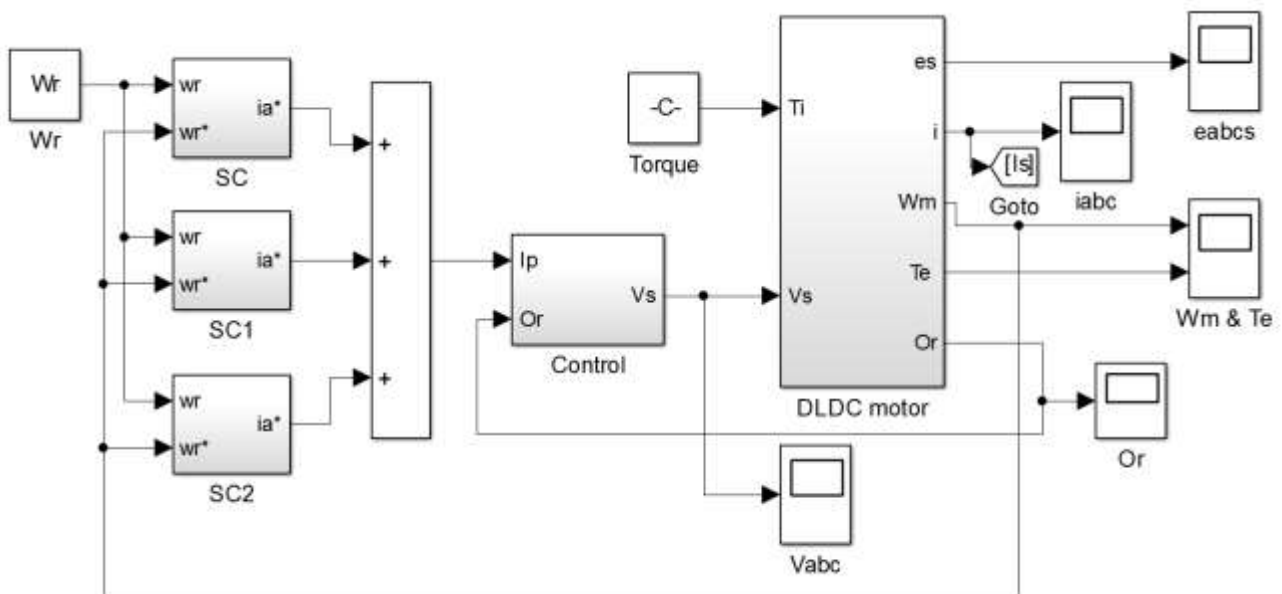 Wr
Wr
wr
wr*
ia*
SC
wr
wr*
ia*
SC1
wr
wr*
ia*
SC2
+
+
+
Ip
Or
Vs
Control
-C-
Torque
Ti
Vs
es
i
Wm
Te
Or
DLDC motor
[Is]
Goto
eabcs
iabc
Wm & Te
Or
Vabc